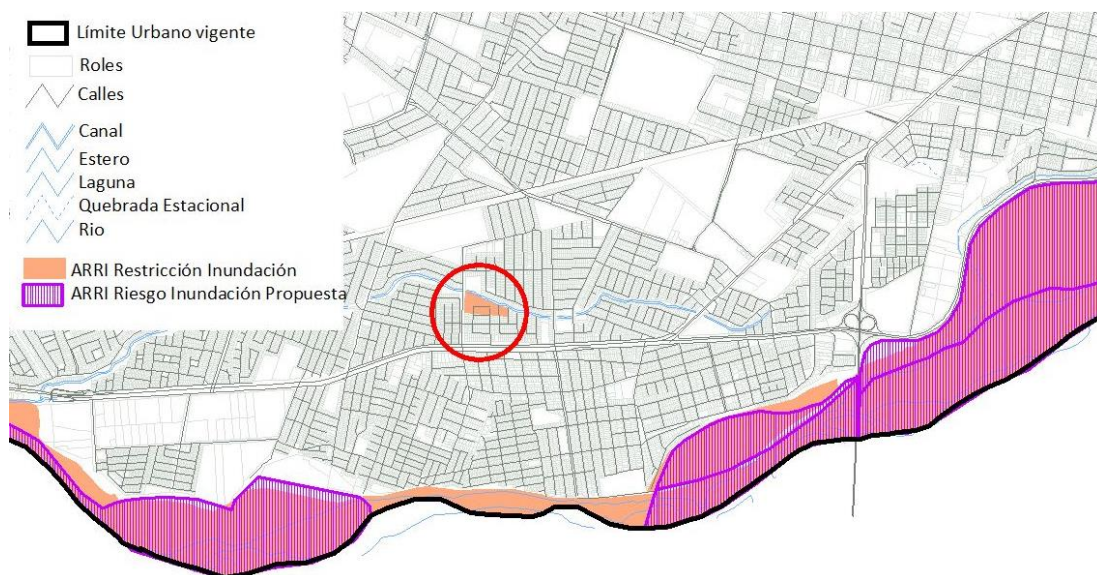 Límite Urbano vigente
Roles
Calles
Canal
Estero
Laguna
Quebrada Estacional
Rio
ARRI Restricción Inundación
ARRI Riesgo Inundación Propuesta